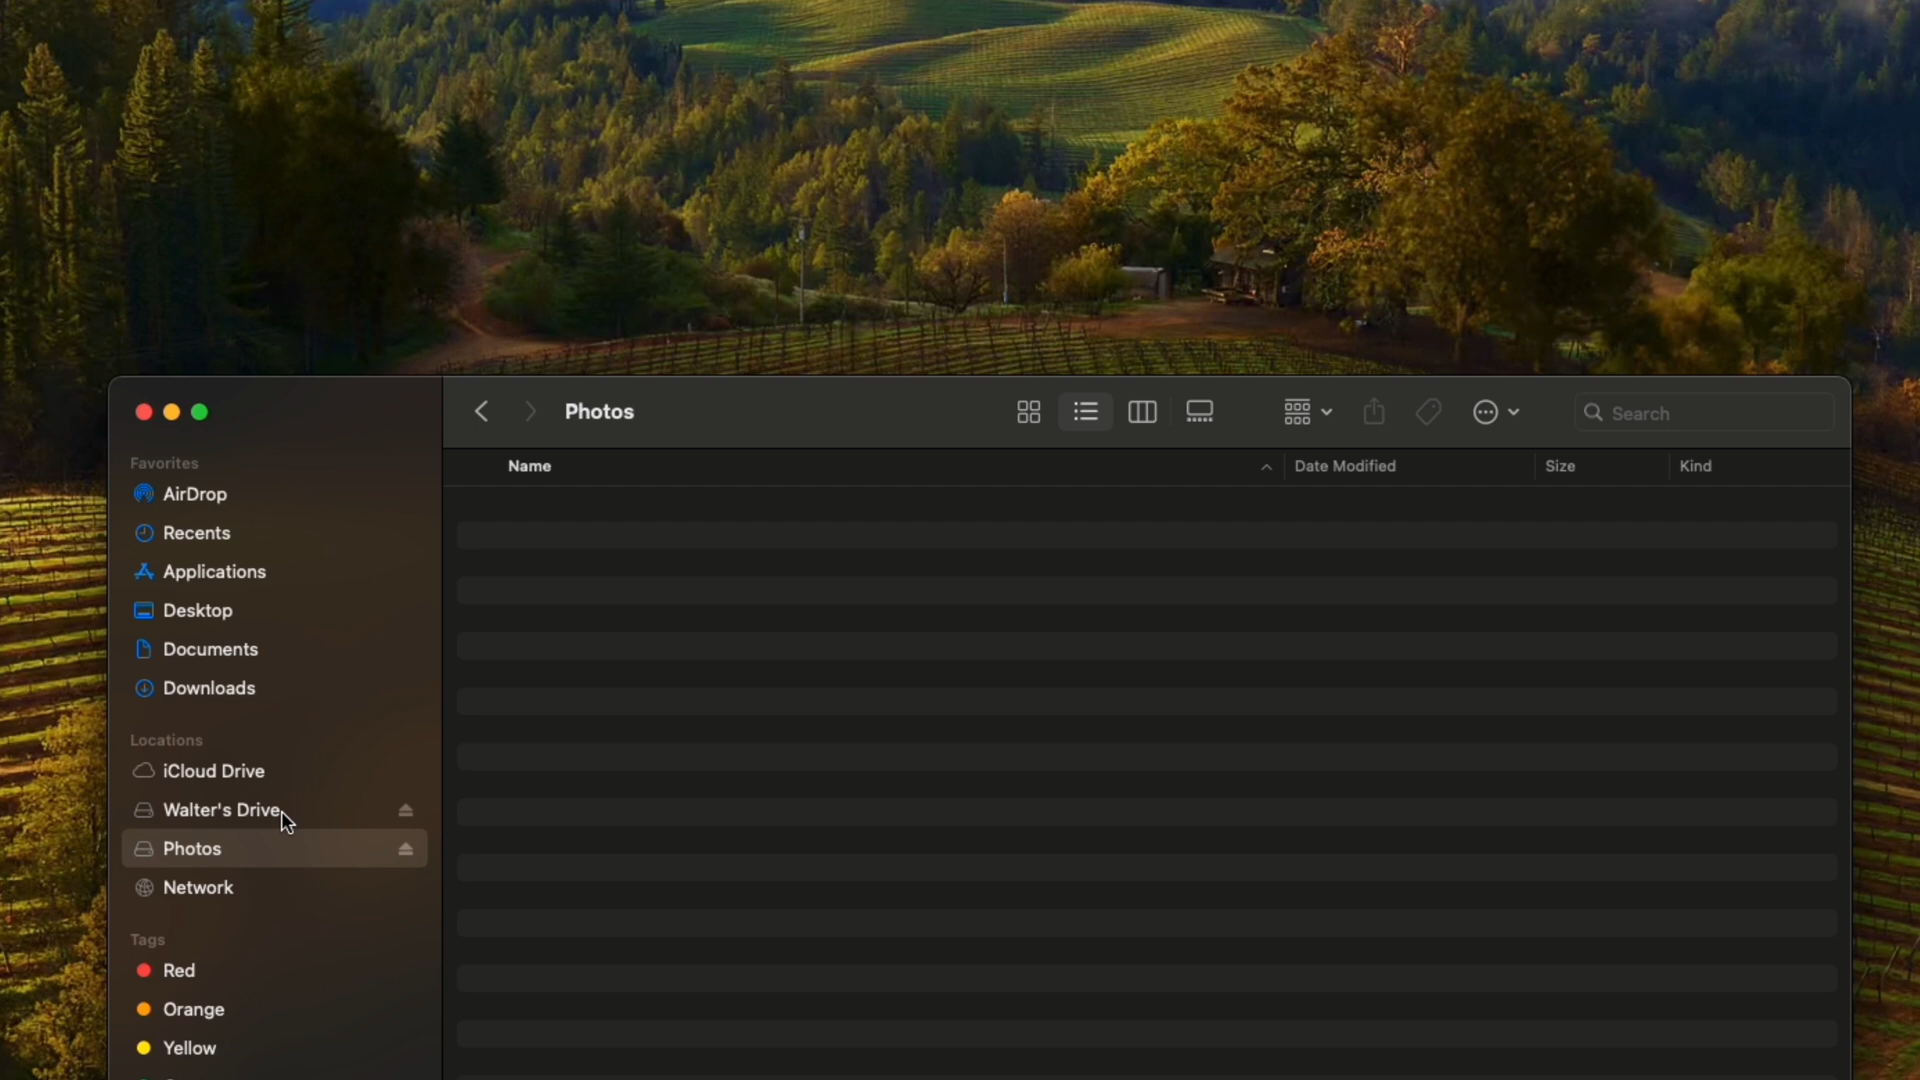 Photos
Search
Favorites
AirDrop
Recents
Applications
Desktop
Documents
Downloads
Locations
iCloud Drive
Walter's Drive
Photos
Network
Tags
Red
Orange
Yellow
Name
Date Modified
Size
Kind